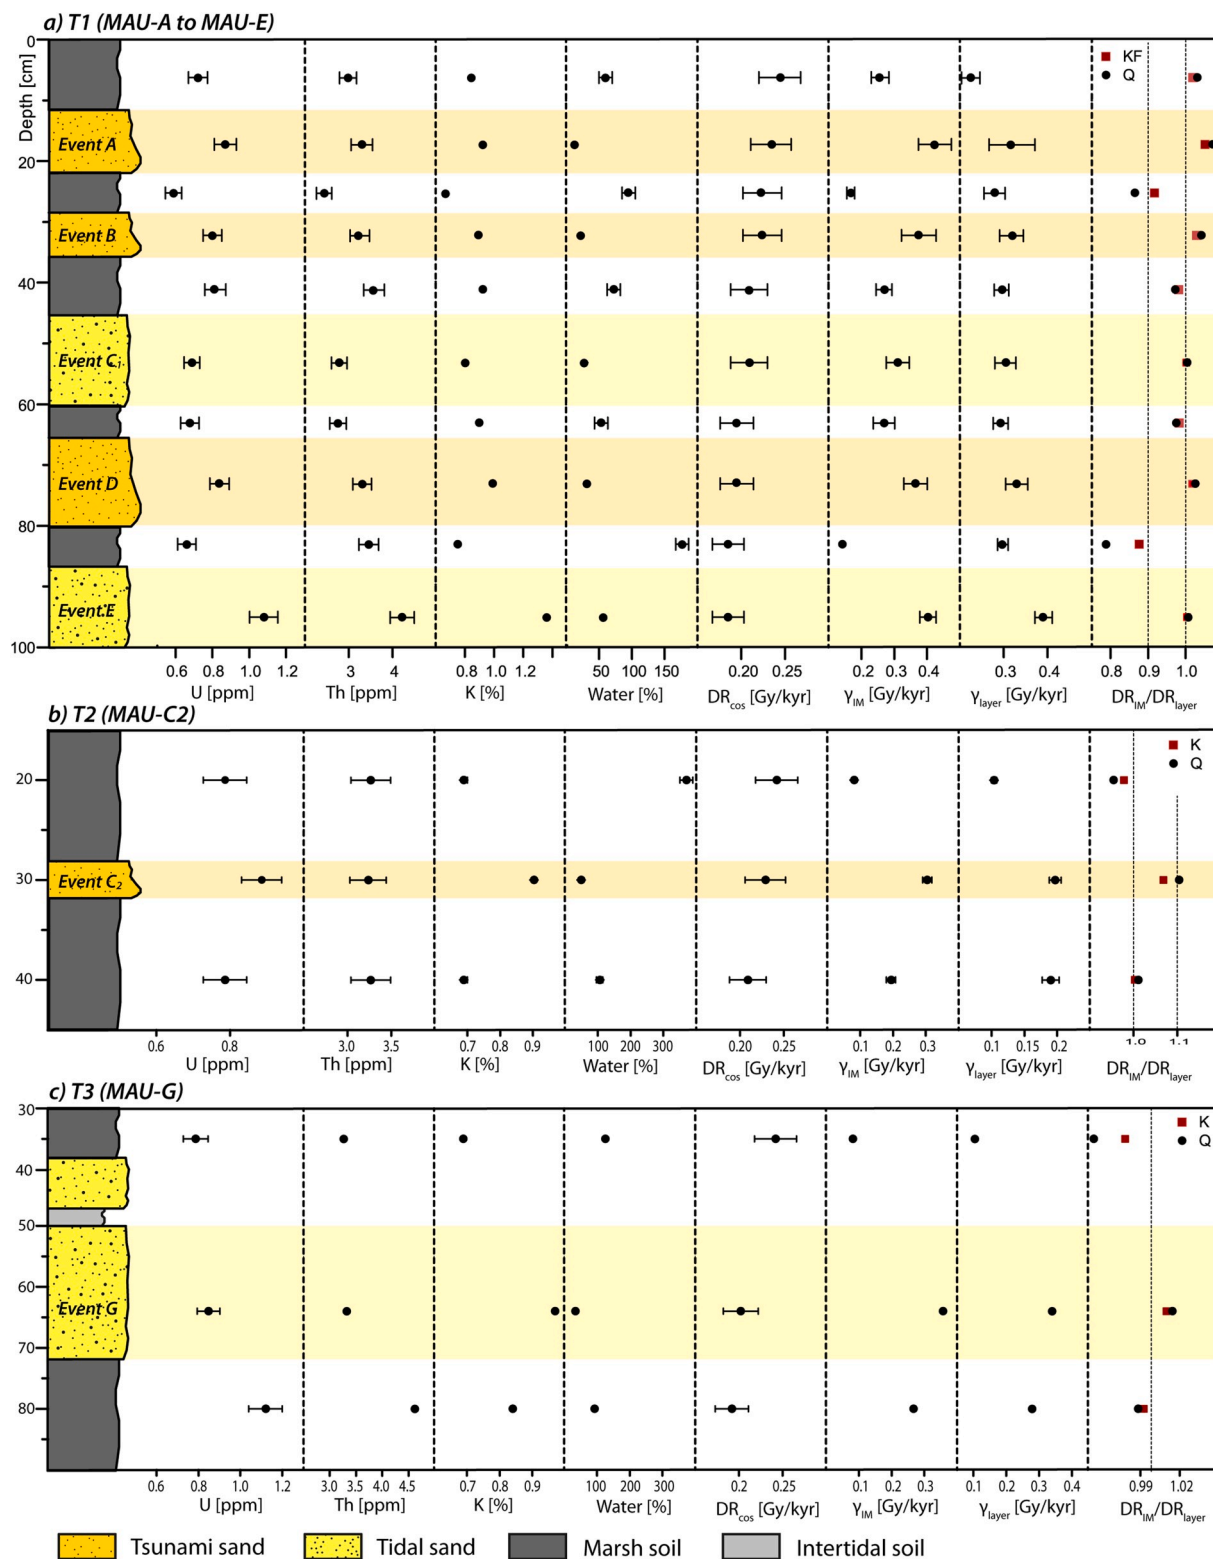 a) T1 (MAU-A to MAU-E)
0
20
40
60
80
100
Depth [cm]
Event A
Event B
Event C₁
Event D
Event E
KF
Q
0.6 0.8 1.0 1.2
3 4
0.8 1.0 1.2
50 100 150
0.20 0.25
0.2 0.3 0.4
0.3 0.4
0.8 0.9 1.0
U [ppm] Th [ppm] K [%] Water [%] DRcos [Gy/kyr] γIM [Gy/kyr] γlayer [Gy/kyr] DRIM/DRlayer
b) T2 (MAU-C2)
20
30
40
Event C₂
K
Q
0.6 0.8
3.0 3.5
0.7 0.8 0.9
100 200 300
0.20 0.25
0.1 0.2 0.3
0.1 0.2
1.0 1.1
U [ppm] Th [ppm] K [%] Water [%] DRcos [Gy/kyr] γIM [Gy/kyr] γlayer [Gy/kyr] DRIM/DRlayer
c) T3 (MAU-G)
30
40
50
60
70
80
Event G
K
Q
0.6 0.8 1.0 1.2
3.0 3.5 4.0 4.5
0.7 0.8 0.9
100 200 300
0.2 0.25
0.1 0.2 0.3
0.1 0.2 0.3 0.4
0.99 1.02
U [ppm] Th [ppm] K [%] Water [%] DRcos [Gy/kyr] γIM [Gy/kyr] γlayer [Gy/kyr] DRIM/DRlayer
Tsunami sand Tidal sand Marsh soil Intertidal soil